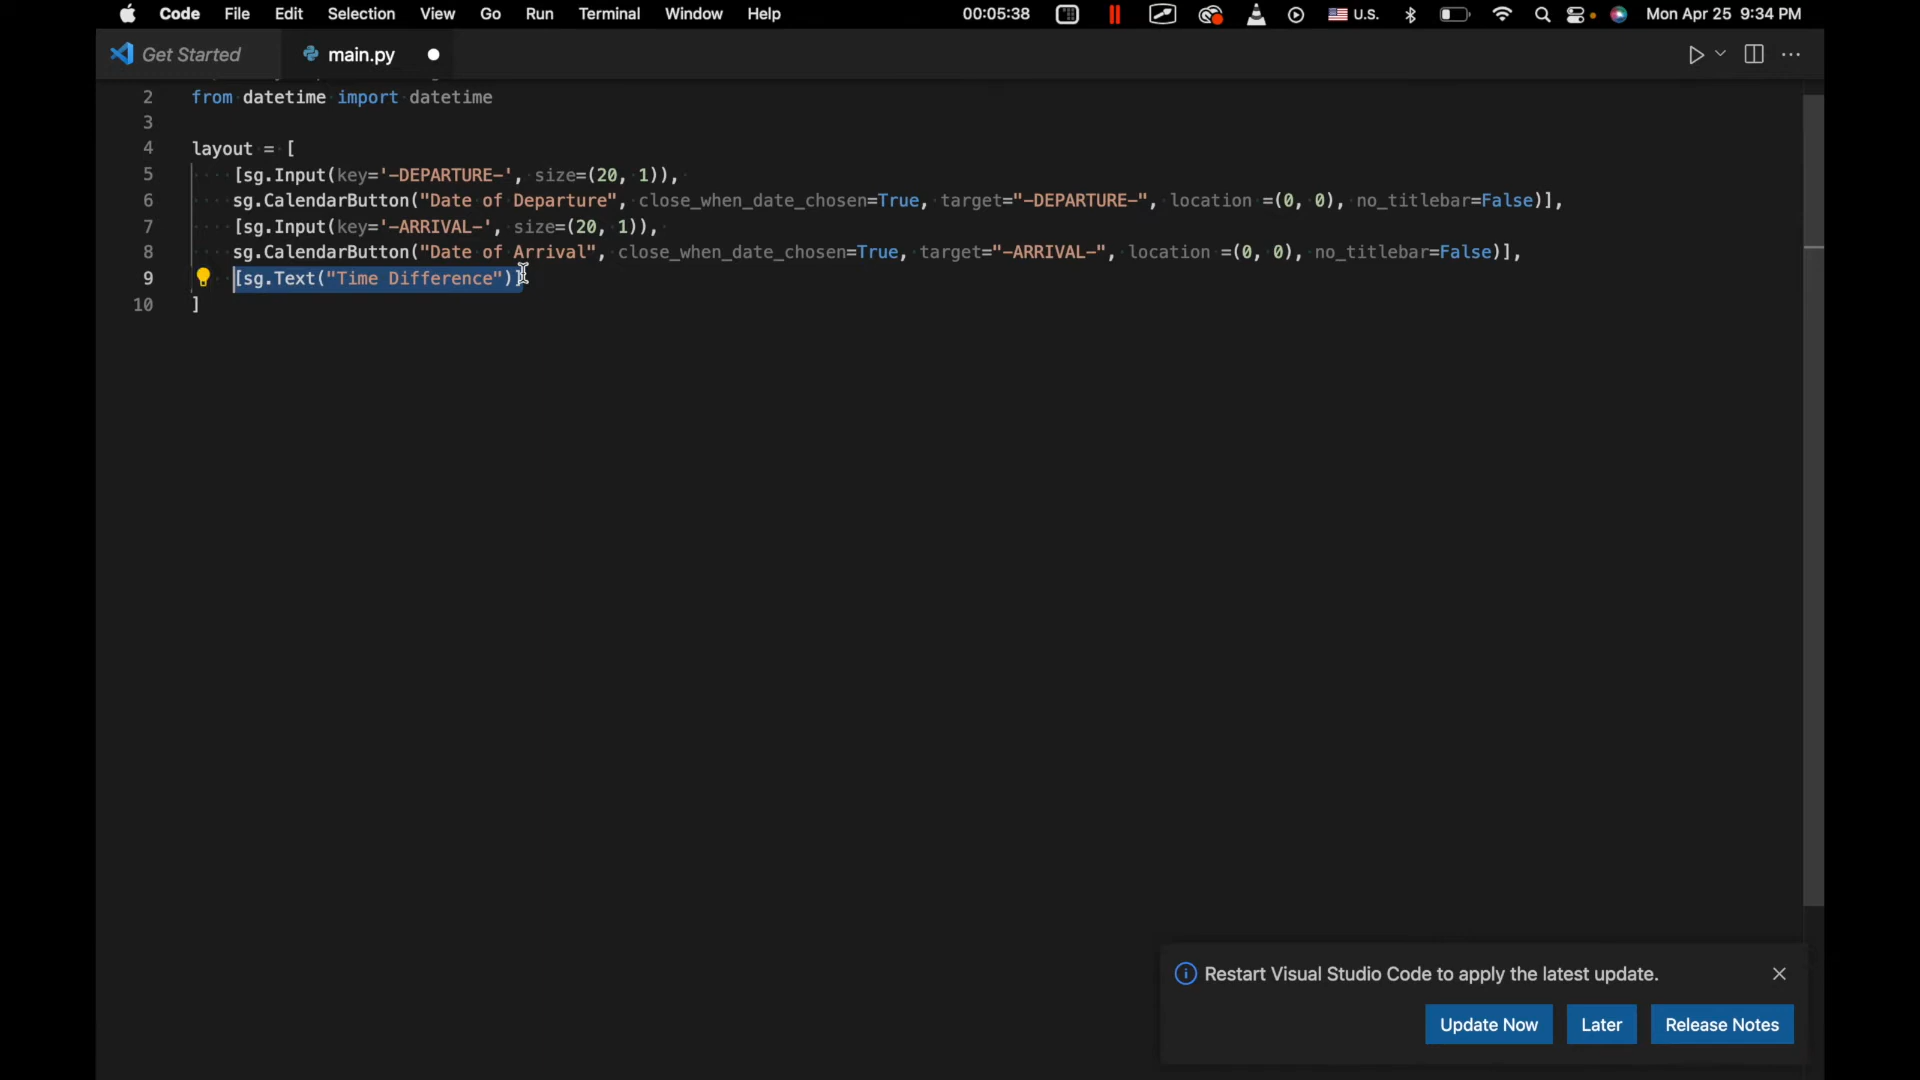 Code File Edit Selection View Go Run Terminal Window Help 00:05:38 U.S. Mon Apr 25 9:34 PM
Get Started main.py
2 from datetime import datetime
3
4 layout = [
5 [sg.Input(key='-DEPARTURE-', size=(20, 1)),
6 sg.CalendarButton("Date of Departure", close_when_date_chosen=True, target="-DEPARTURE-", location =(0, 0), no_titlebar=False)],
7 [sg.Input(key='-ARRIVAL-', size=(20, 1)),
8 sg.CalendarButton("Date of Arrival", close_when_date_chosen=True, target="-ARRIVAL-", location =(0, 0), no_titlebar=False)],
9 [sg.Text("Time Difference")]
10 ]
Restart Visual Studio Code to apply the latest update.
Update Now Later Release Notes